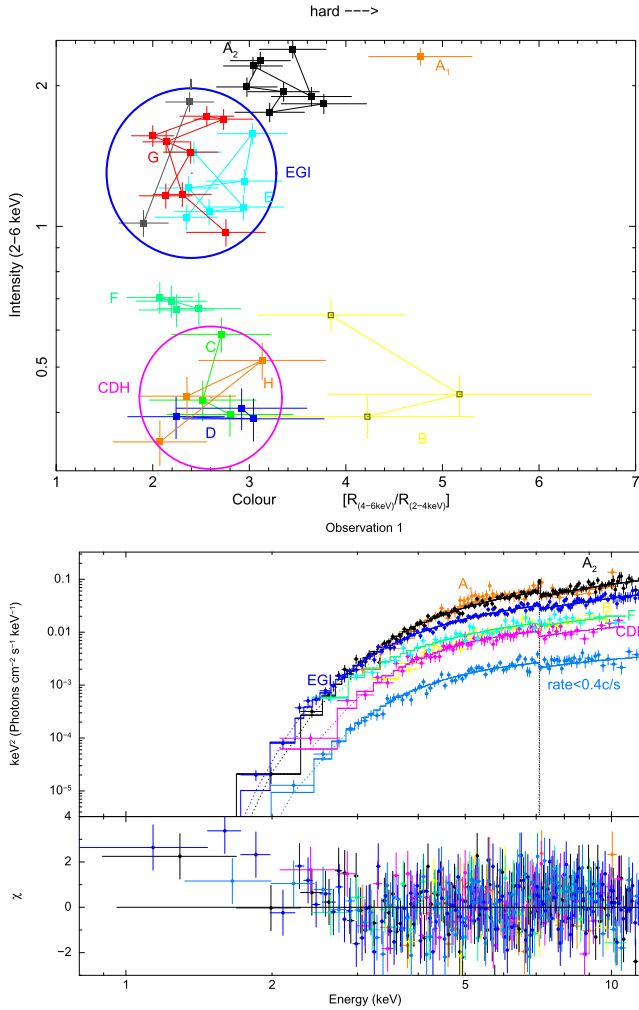 hard --->
A2
A1
2
G
EGI
E
1
Intensity (2−6 keV)
F
C
0.5
CDH
H
D
B
1 2 3 4 5 6 7
Colour [R(4−6keV)/R(2−4keV)]
Observation 1
A2
0.1
A1
B
F
0.01
CDH
EGI
rate<0.4c/s
10−3
10−4
10−5
keV² (Photons cm−2 s−1 keV−1)
4
2
0
−2
χ
1 2 5 10
Energy (keV)